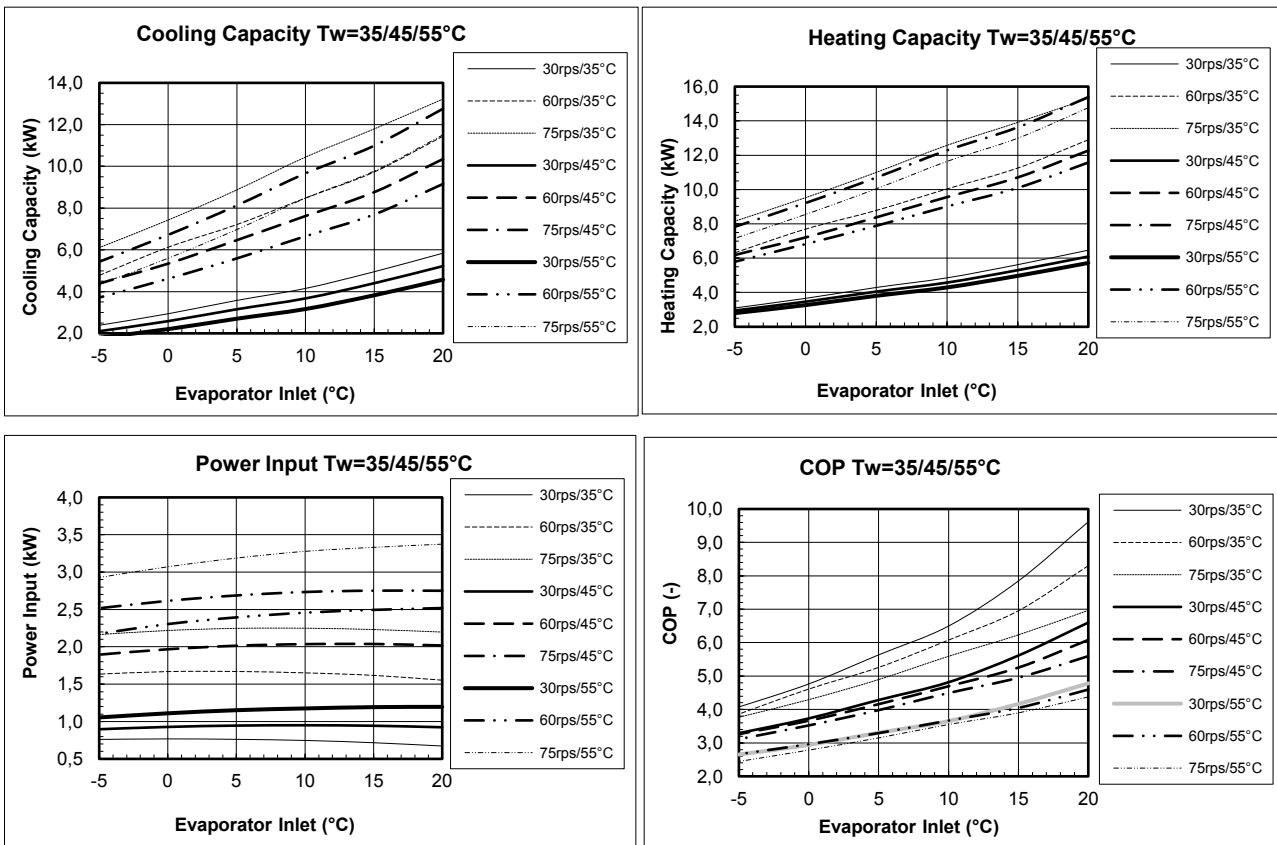 Cooling Capacity Tw=35/45/55°C
Cooling Capacity (kW)
14,0
12,0
10,0
8,0
6,0
4,0
2,0
-5 0 5 10 15 20
Evaporator Inlet (°C)
30rps/35°C
60rps/35°C
75rps/35°C
30rps/45°C
60rps/45°C
75rps/45°C
30rps/55°C
60rps/55°C
75rps/55°C
Heating Capacity Tw=35/45/55°C
Heating Capacity (kW)
16,0
14,0
12,0
10,0
8,0
6,0
4,0
2,0
-5 0 5 10 15 20
Evaporator Inlet (°C)
30rps/35°C
60rps/35°C
75rps/35°C
30rps/45°C
60rps/45°C
75rps/45°C
30rps/55°C
60rps/55°C
75rps/55°C
Power Input Tw=35/45/55°C
Power Input (kW)
4,0
3,5
3,0
2,5
2,0
1,5
1,0
0,5
-5 0 5 10 15 20
Evaporator Inlet (°C)
30rps/35°C
60rps/35°C
75rps/35°C
30rps/45°C
60rps/45°C
75rps/45°C
30rps/55°C
60rps/55°C
75rps/55°C
COP Tw=35/45/55°C
COP (-)
10,0
9,0
8,0
7,0
6,0
5,0
4,0
3,0
2,0
-5 0 5 10 15 20
Evaporator Inlet (°C)
30rps/35°C
60rps/35°C
75rps/35°C
30rps/45°C
60rps/45°C
75rps/45°C
30rps/55°C
60rps/55°C
75rps/55°C